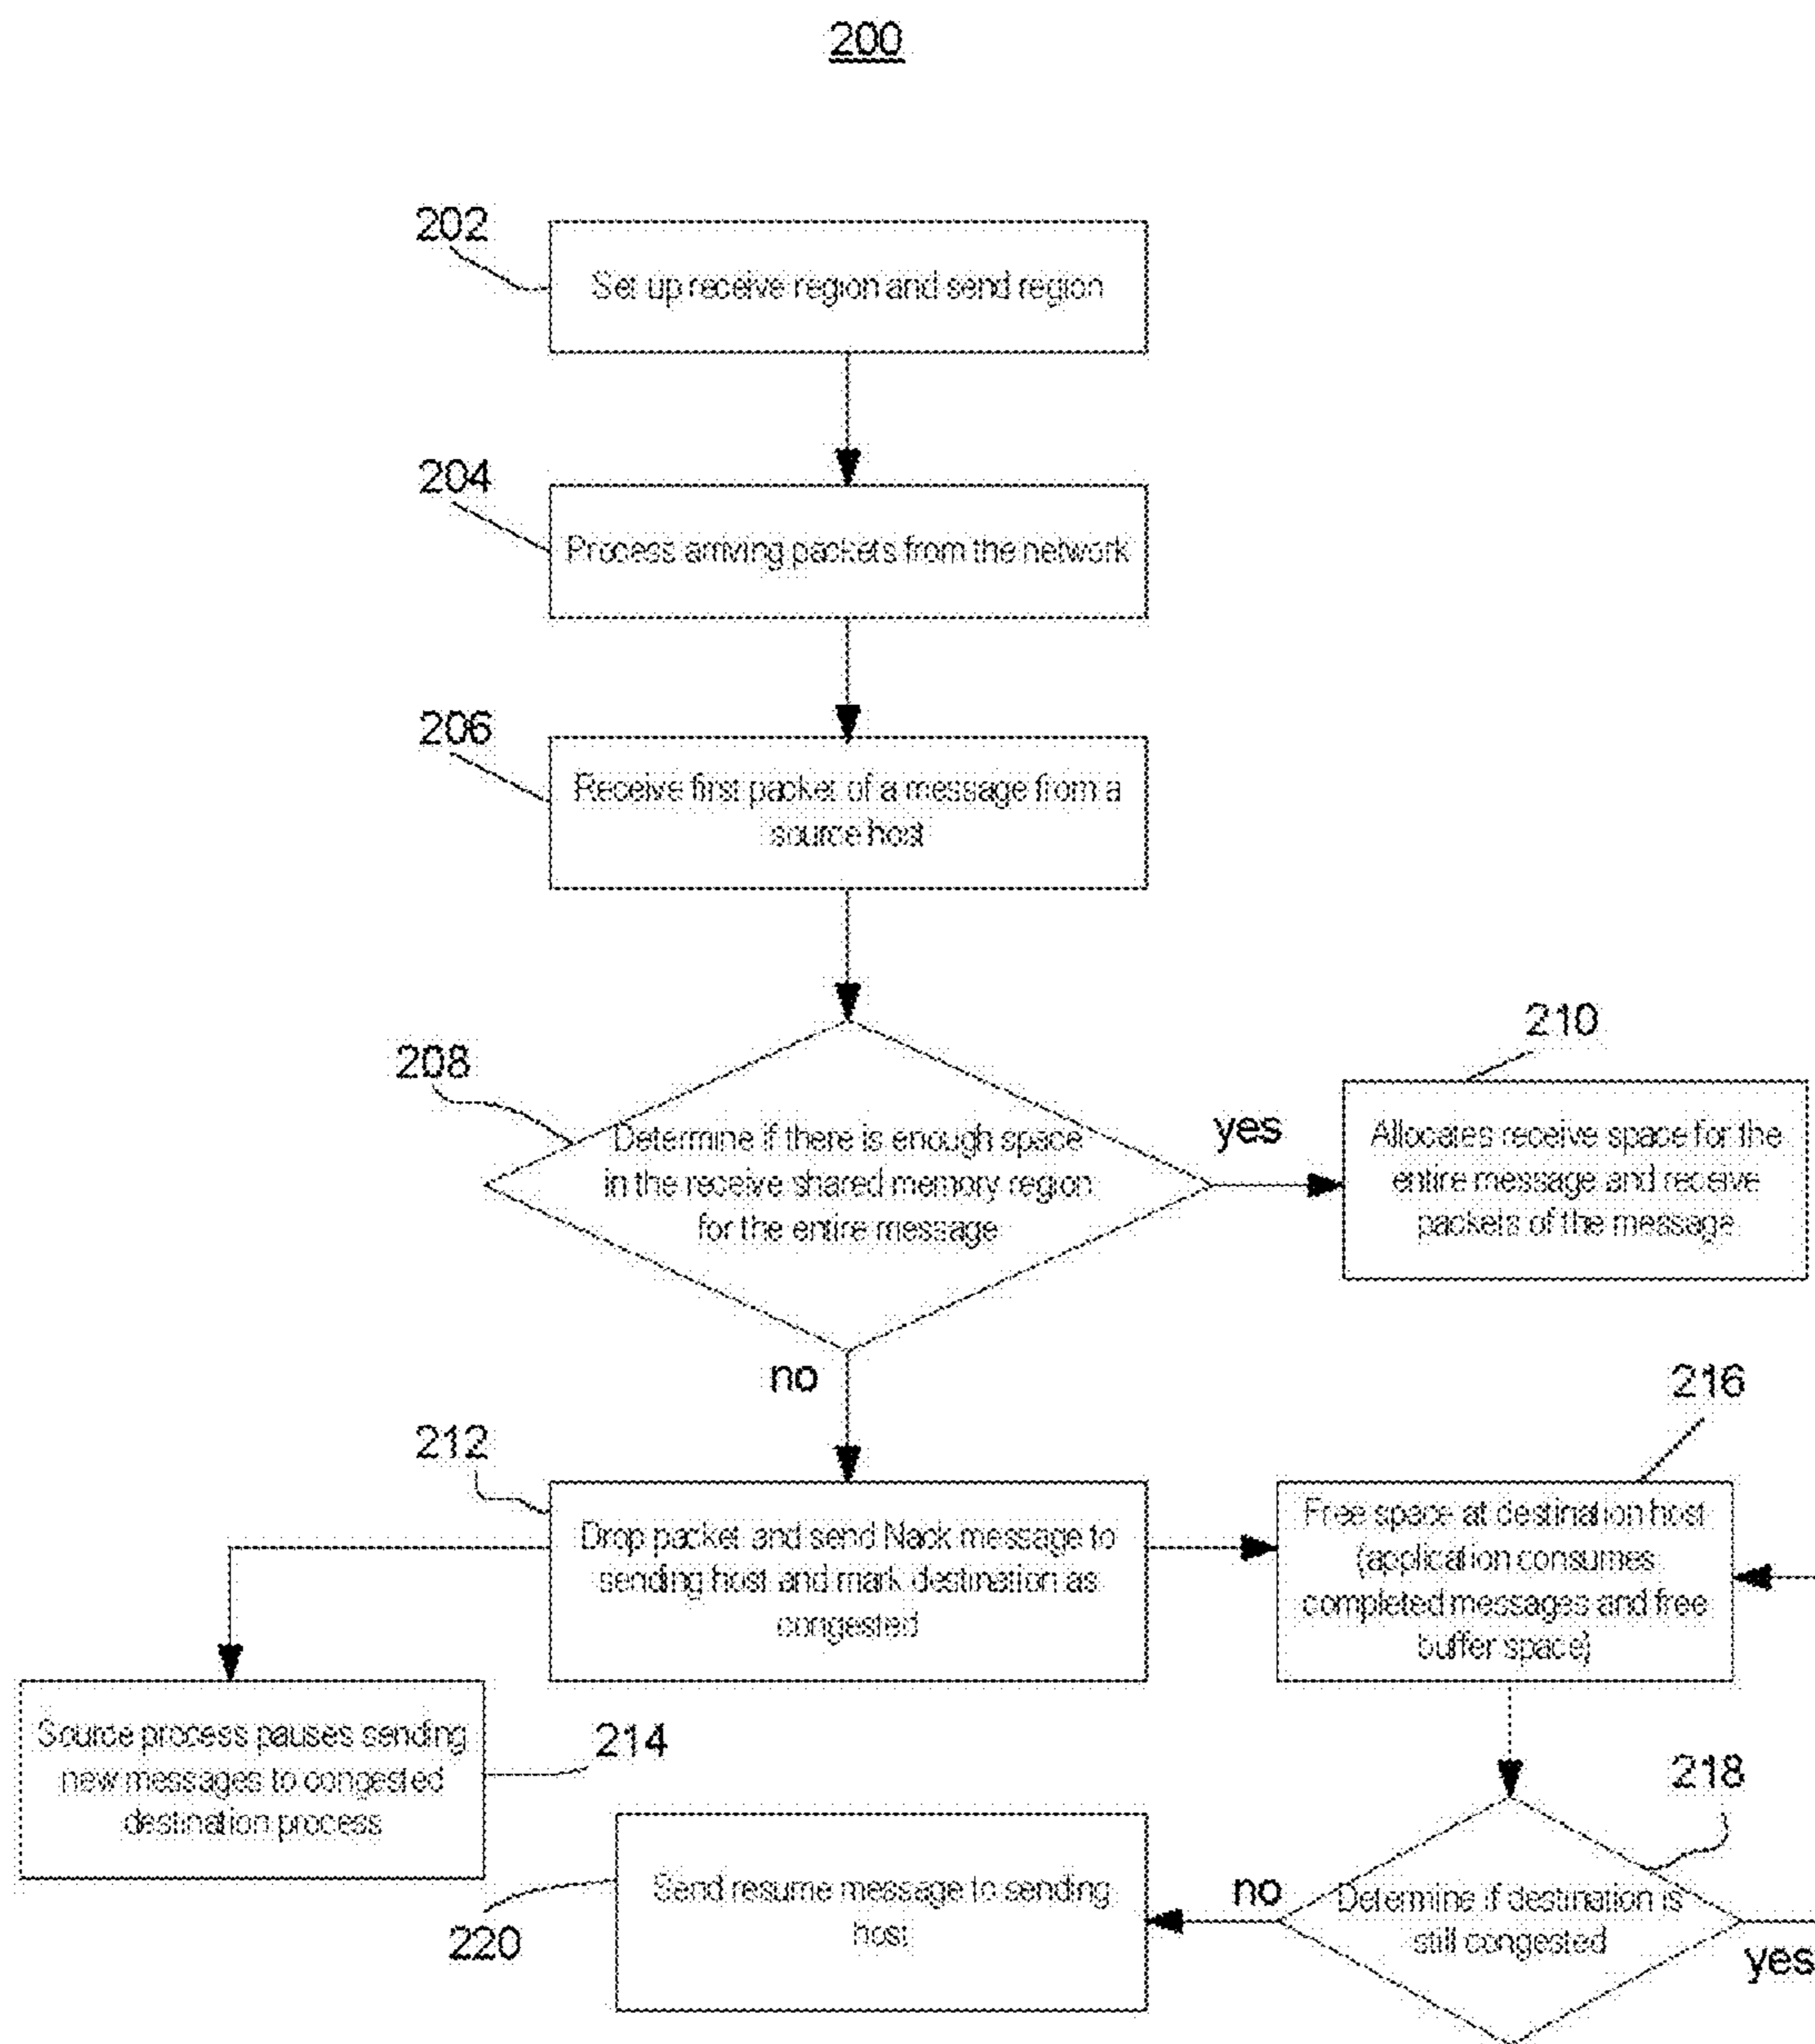 200
202
Set up receive region and send region
204
Process arriving packets from the network
206
Receive first packet of a message from a
source host
208
Determine if there is enough space
in the receive shared memory region
for the entire message
yes
210
Allocates receive space for the
entire message and receive
packets of the message
no
212
Drop packet and send Nack message to
sending host and mark destination as
congested
216
Free space at destination host
(application consumes
completed messages and free
buffer space)
Source process pauses sending
new messages to congested
destination process
214
218
Determine if destination is
still congested
no
yes
Send resume message to sending
host
220